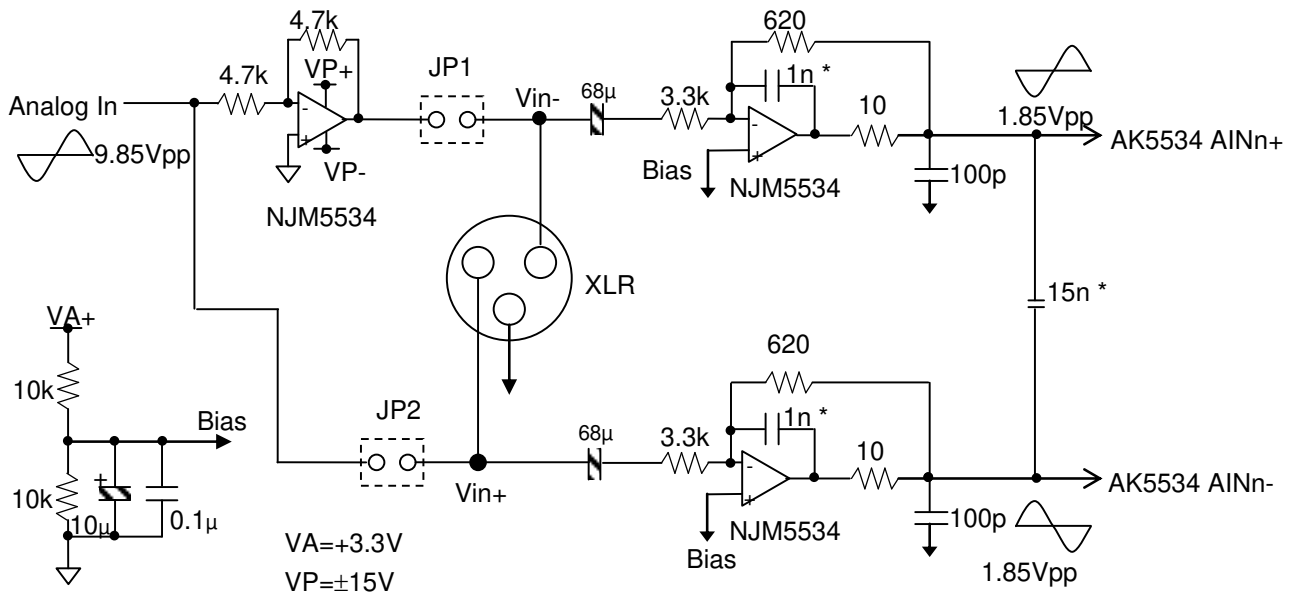 4.7k
620
VP+
JP1
1n *
4.7k
68µ
3.3k
10
Vin-
Analog In
9.85Vpp
1.85Vpp
AK5534 AINn+
-
+
-
+
VP-
Bias
NJM5534
100p
NJM5534
XLR
15n *
VA+
10k
Bias
JP2
620
1n *
68µ
3.3k
10
-
+
10k
+
10µ
0.1µ
Vin+
AK5534 AINn-
NJM5534
100p
Bias
1.85Vpp
VA=+3.3V
VP=±15V